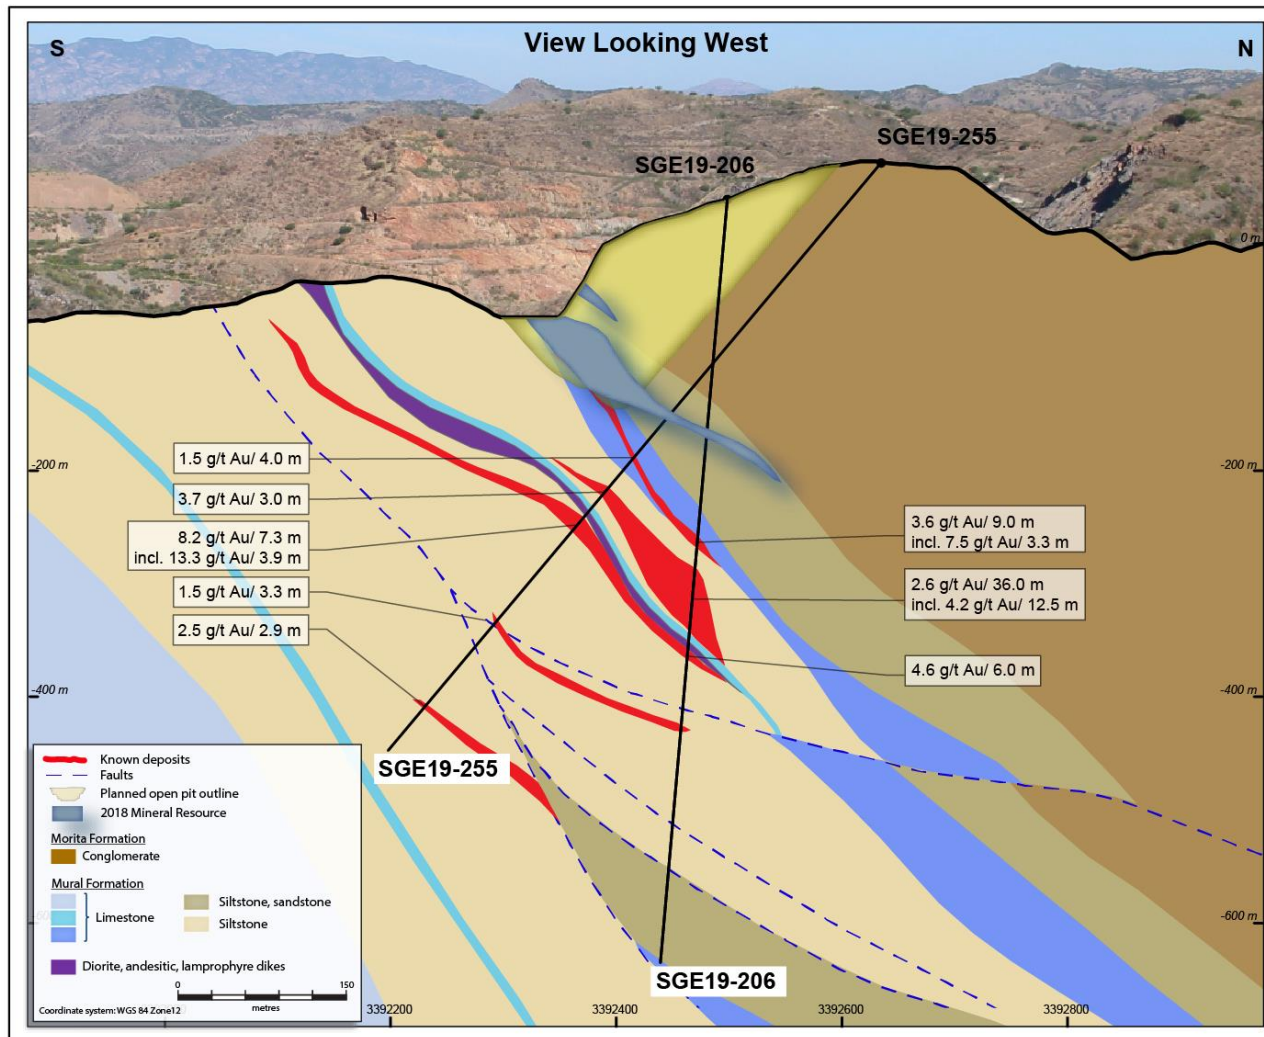 S
View Looking West
N
SGE19-255
SGE19-206
0 m
-200 m
-200 m
1.5 g/t Au/ 4.0 m
3.7 g/t Au/ 3.0 m
8.2 g/t Au/ 7.3 m
incl. 13.3 g/t Au/ 3.9 m
1.5 g/t Au/ 3.3 m
2.5 g/t Au/ 2.9 m
3.6 g/t Au/ 9.0 m
incl. 7.5 g/t Au/ 3.3 m
2.6 g/t Au/ 36.0 m
incl. 4.2 g/t Au/ 12.5 m
4.6 g/t Au/ 6.0 m
-400 m
-400 m
SGE19-255
Known deposits
Faults
Planned open pit outline
2018 Mineral Resource
Morita Formation
Conglomerate
Mural Formation
Limestone
Siltstone, sandstone
Siltstone
Diorite, andesitic, lamprophyre dikes
0
150
metres
Coordinate system: WGS 84 Zone12
-600 m
-600 m
SGE19-206
3392200
3392400
3392600
3392800